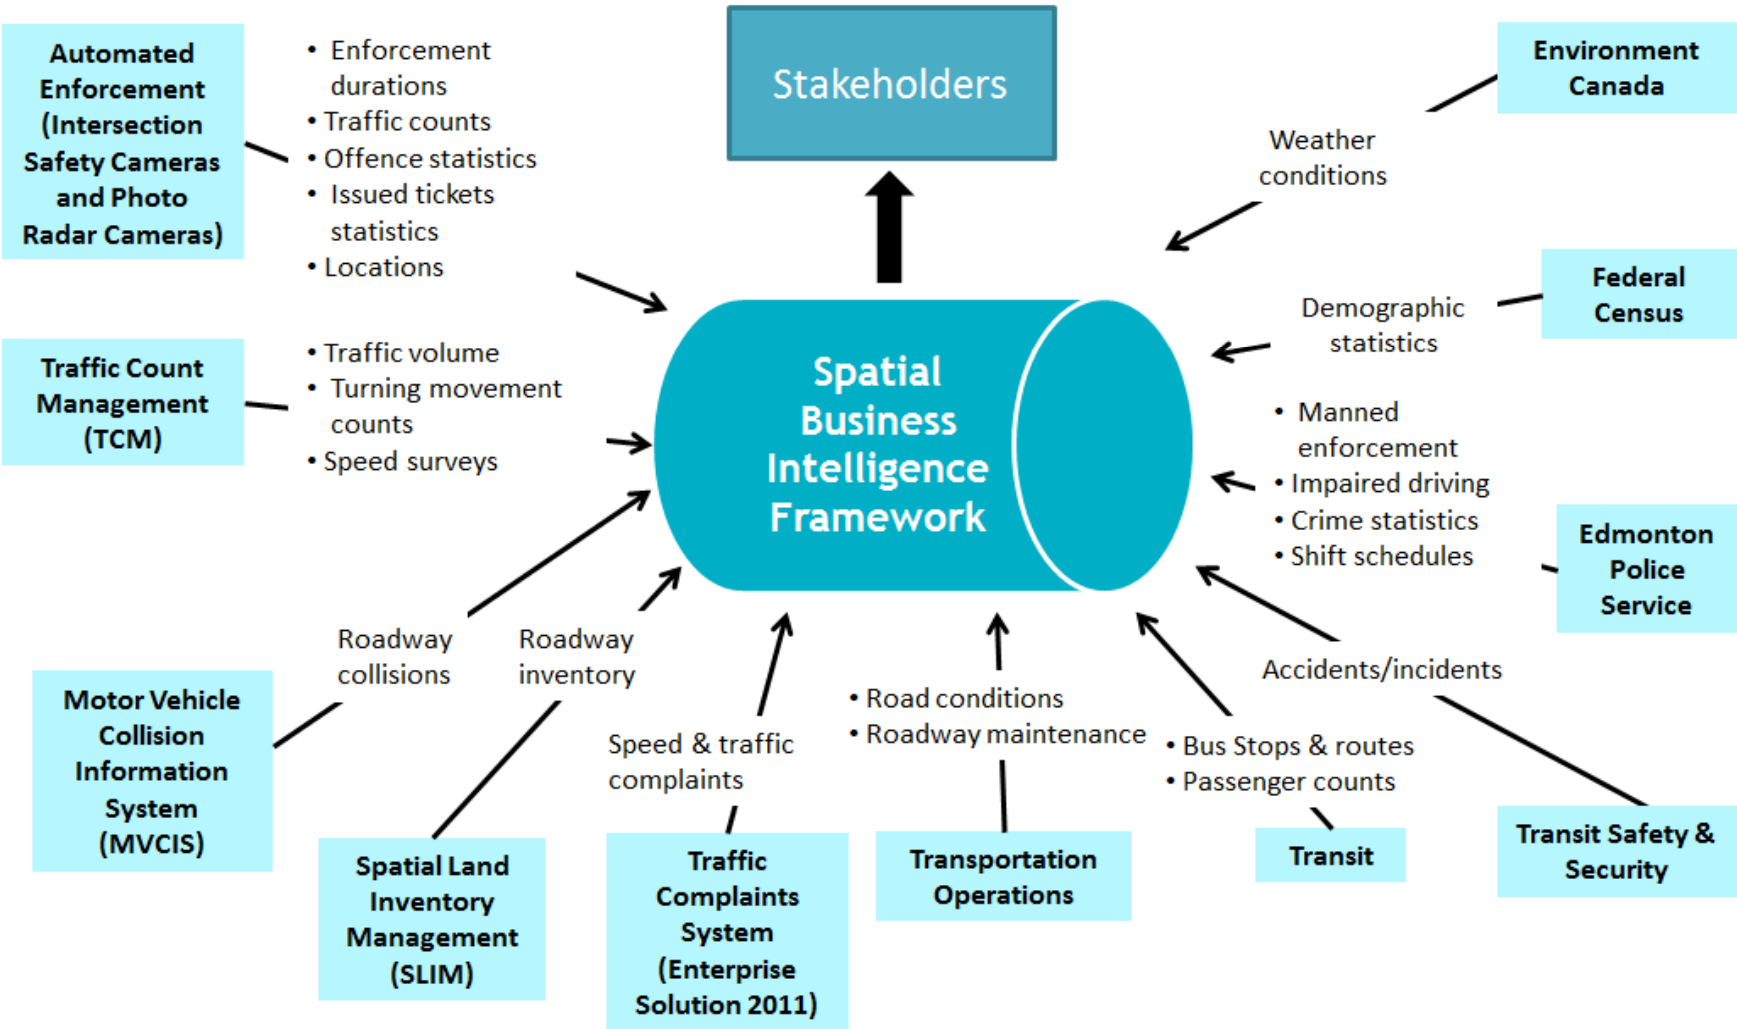 Stakeholders
Automated
Enforcement
(Intersection
Safety Cameras
and Photo
Radar Cameras)
• Enforcement
durations
• Traffic counts
• Offence statistics
• Issued tickets
statistics
• Locations
Environment
Canada
Weather
conditions
Federal
Census
Demographic
statistics
Traffic Count
Management
(TCM)
• Traffic volume
• Turning movement
counts
• Speed surveys
Spatial
Business
Intelligence
Framework
• Manned
enforcement
• Impaired driving
• Crime statistics
• Shift schedules
Edmonton
Police
Service
Roadway
collisions
Motor Vehicle
Collision
Information
System
(MVCIS)
Roadway
inventory
Spatial Land
Inventory
Management
(SLIM)
Speed & traffic
complaints
Traffic
Complaints
System
(Enterprise
Solution 2011)
• Road conditions
• Roadway maintenance
Transportation
Operations
• Bus Stops & routes
• Passenger counts
Transit
Accidents/incidents
Transit Safety &
Security